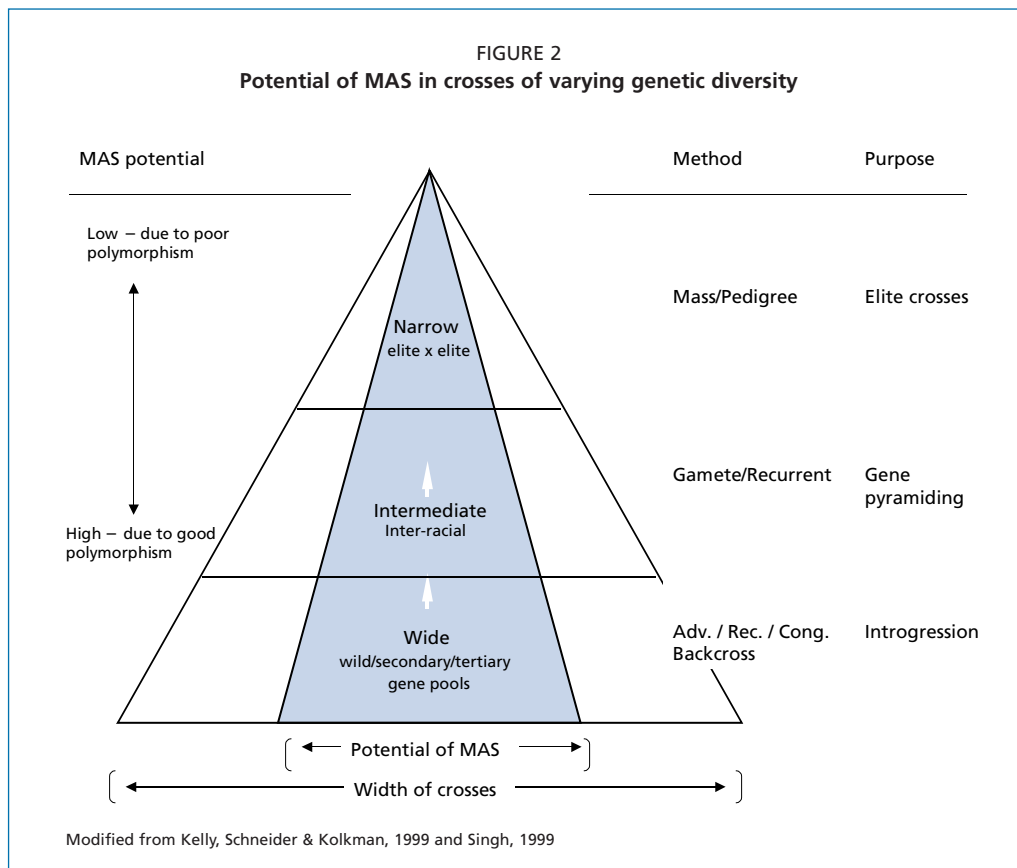 FIGURE 2
Potential of MAS in crosses of varying genetic diversity
MAS potential
Method
Purpose
Low – due to poor
polymorphism
Mass/Pedigree
Elite crosses
Narrow
elite x elite
Gamete/Recurrent
Gene
pyramiding
Intermediate
Inter-racial
High – due to good
polymorphism
Wide
wild/secondary/tertiary
gene pools
Adv. / Rec. / Cong.
Backcross
Introgression
Potential of MAS
Width of crosses
Modified from Kelly, Schneider & Kolkman, 1999 and Singh, 1999